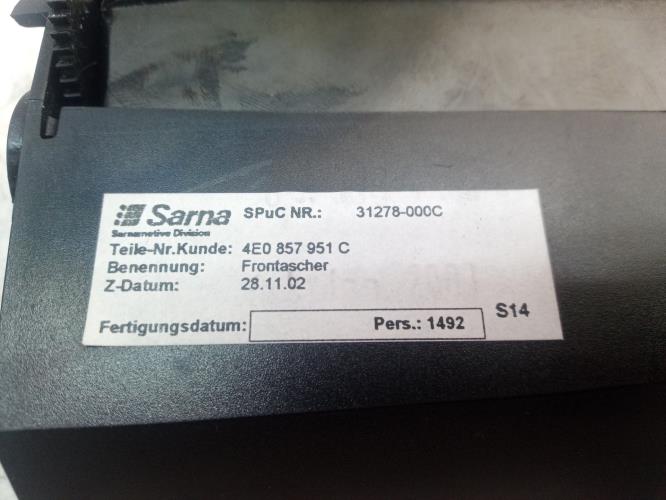 Sarna SPuC NR.: 31278-000C
Sarnamotive Division
Teile-Nr.Kunde: 4E0 857 951 C
Benennung: Frontascher
Z-Datum: 28.11.02
S14
Fertigungsdatum: Pers.: 1492